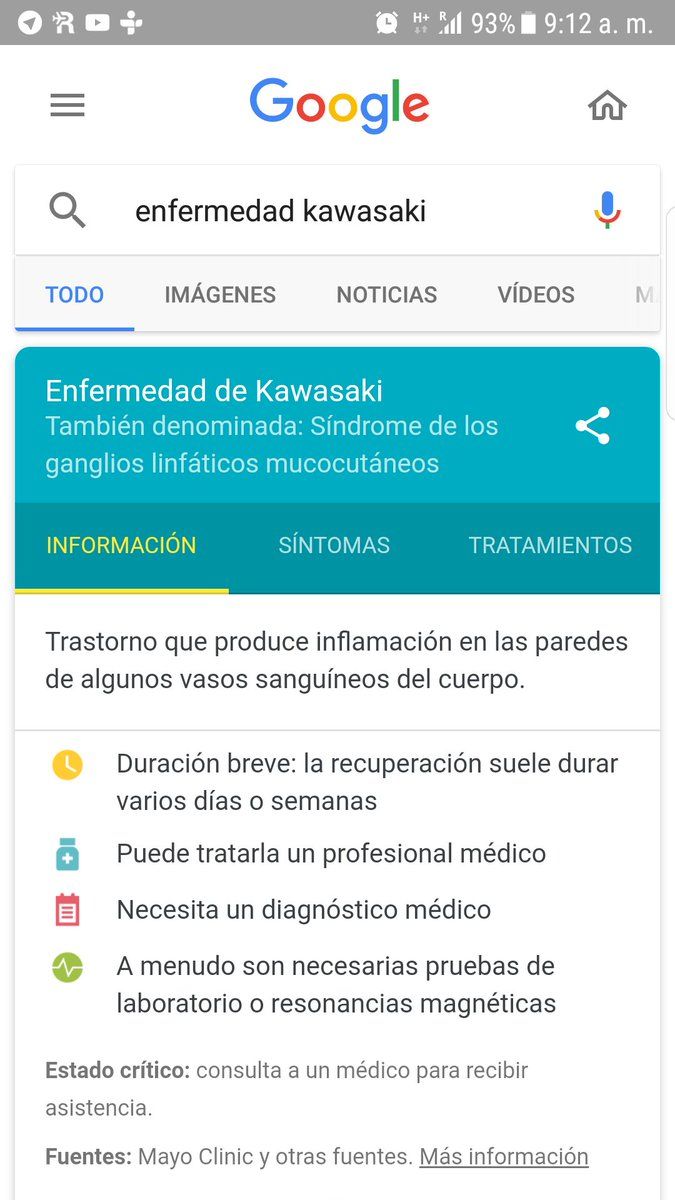 H+ R 93% 9:12 a. m.
Google
enfermedad kawasaki
TODO IMÁGENES NOTICIAS VÍDEOS
Enfermedad de Kawasaki
También denominada: Síndrome de los
ganglios linfáticos mucocutáneos
INFORMACIÓN SÍNTOMAS TRATAMIENTOS
Trastorno que produce inflamación en las paredes
de algunos vasos sanguíneos del cuerpo.
Duración breve: la recuperación suele durar
varios días o semanas
Puede tratarla un profesional médico
Necesita un diagnóstico médico
A menudo son necesarias pruebas de
laboratorio o resonancias magnéticas
Estado crítico: consulta a un médico para recibir
asistencia.
Fuentes: Mayo Clinic y otras fuentes. Más información